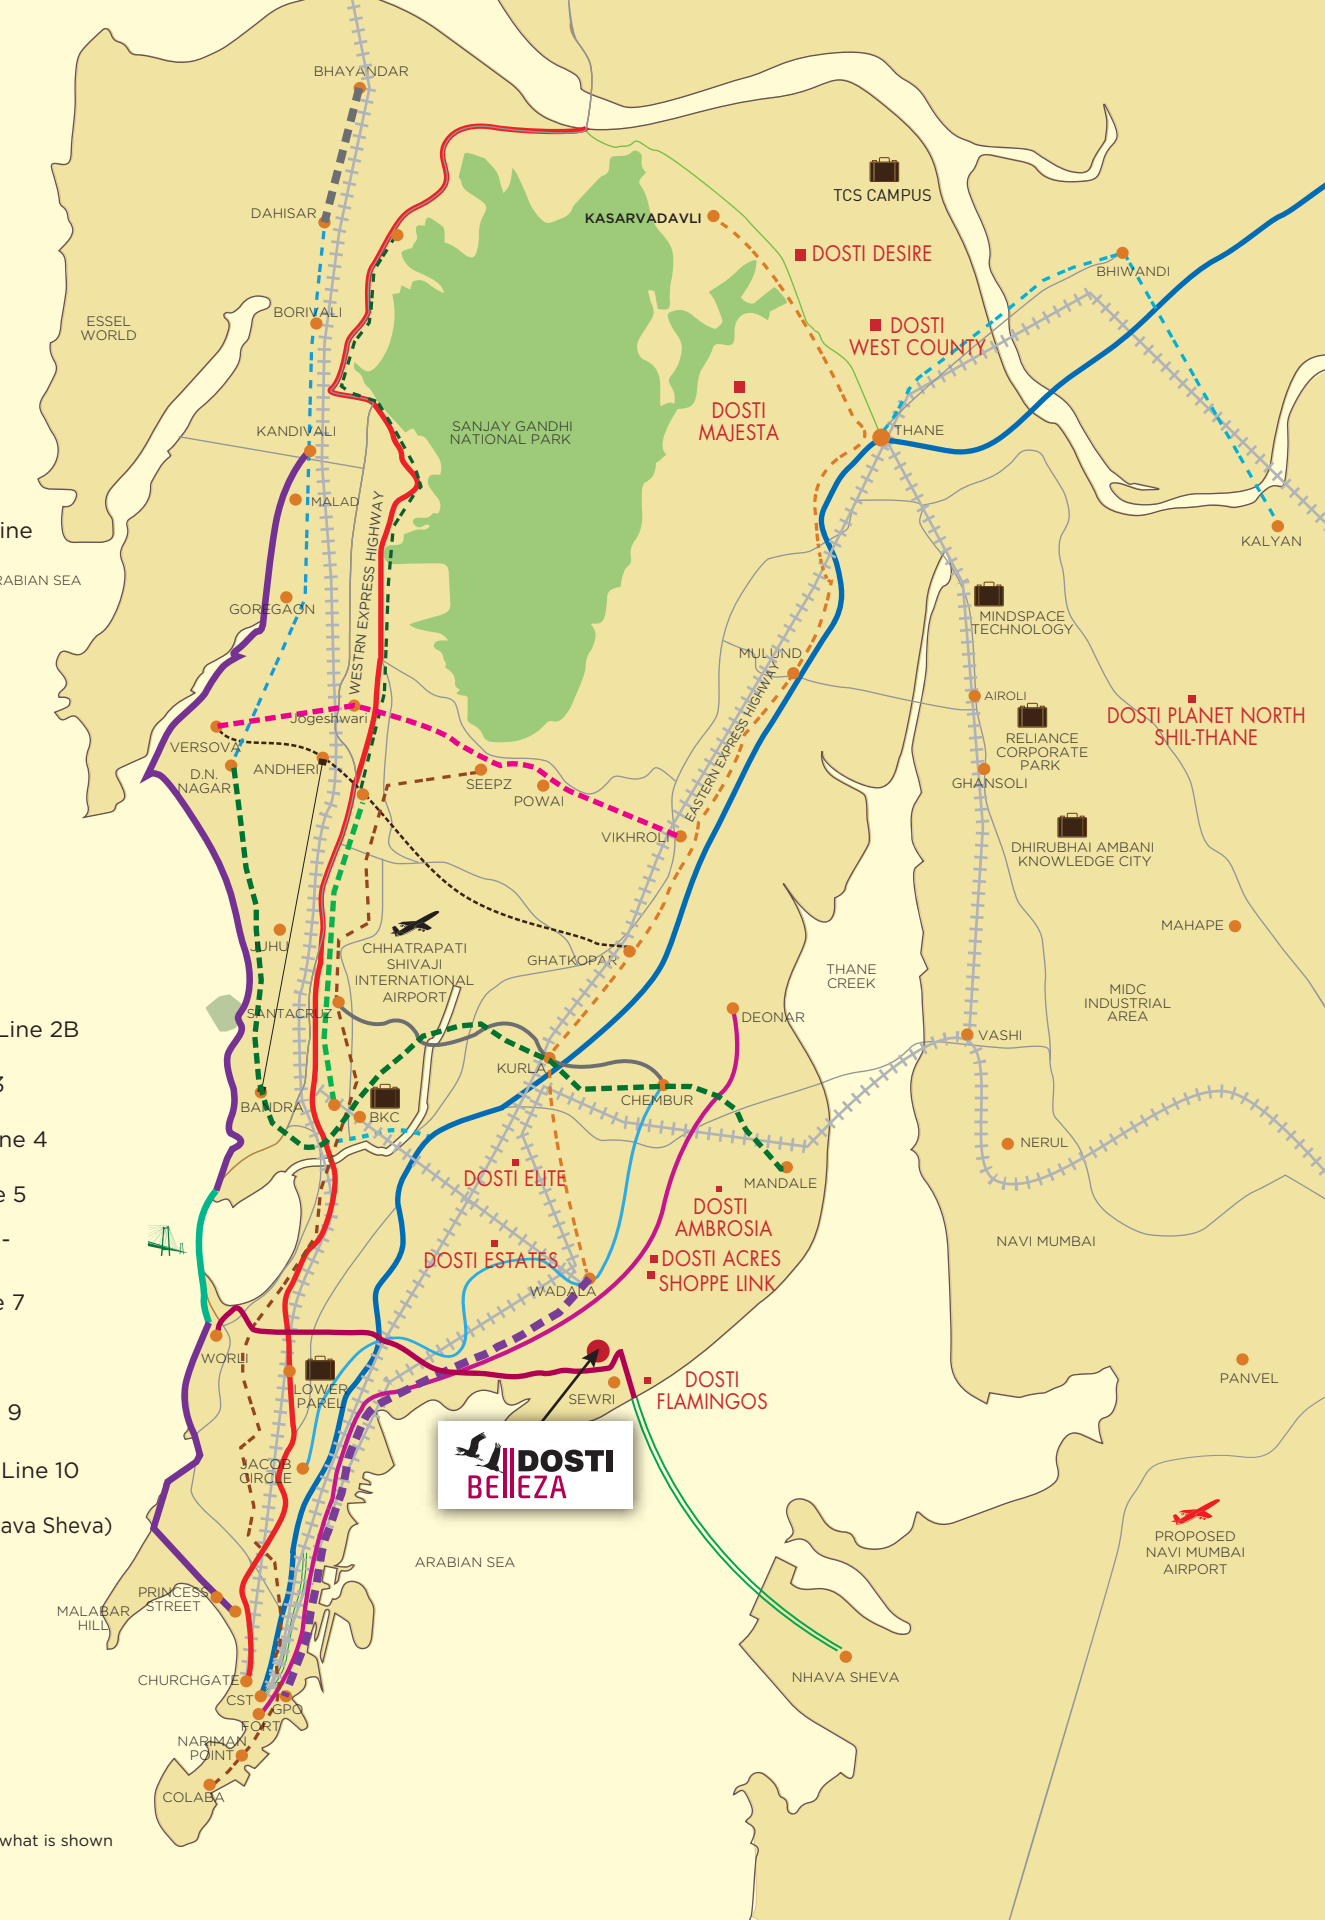 BHAYANDAR
TCS CAMPUS
DAHISAR
KASARVADAVLI
DOSTI DESIRE
BHIWANDI
BORIVALI
ESSEL
WORLD
DOSTI
WEST COUNTY
DOSTI
MAJESTA
KANDIVALI
SANJAY GANDHI
NATIONAL PARK
THANE
MALAD
WESTRN EXPRESS HIGHWAY
ine
KALYAN
RABIAN SEA
GOREGAON
MINDSPACE
TECHNOLOGY
MULUND
EASTERN EXPRESS HIGHWAY
AIROLI
DOSTI PLANET NORTH
SHIL-THANE
Jogeshwari
VERSOVA
RELIANCE
CORPORATE
PARK
ANDHERI
D.N.
NAGAR
SEEPZ
POWAI
GHANSOLI
VIKHROLI
DHIRUBHAI AMBANI
KNOWLEDGE CITY
MAHAPE
JUHU
CHHATRAPATI
SHIVAJI
INTERNATIONAL
AIRPORT
GHATKOPAR
THANE
CREEK
MIDC
INDUSTRIAL
AREA
SANTACRUZ
DEONAR
Line 2B
VASHI
KURLA
3
BANDRA
BKC
CHEMBUR
ne 4
NERUL
DOSTI ELITE
MANDALE
e 5
DOSTI
AMBROSIA
-
NAVI MUMBAI
DOSTI ESTATES
DOSTI ACRES
SHOPPE LINK
WADALA
e 7
WORLI
LOWER
PAREL
SEWRI
DOSTI
FLAMINGOS
PANVEL
9
DOSTI
BELLEZA
JACOB
CIRCLE
Line 10
ava Sheva)
ARABIAN SEA
PROPOSED
NAVI MUMBAI
AIRPORT
PRINCESS
STREET
MALABAR
HILL
CHURCHGATE
NHAVA SHEVA
CST
GPO
FORT
NARIMAN
POINT
COLABA
what is shown